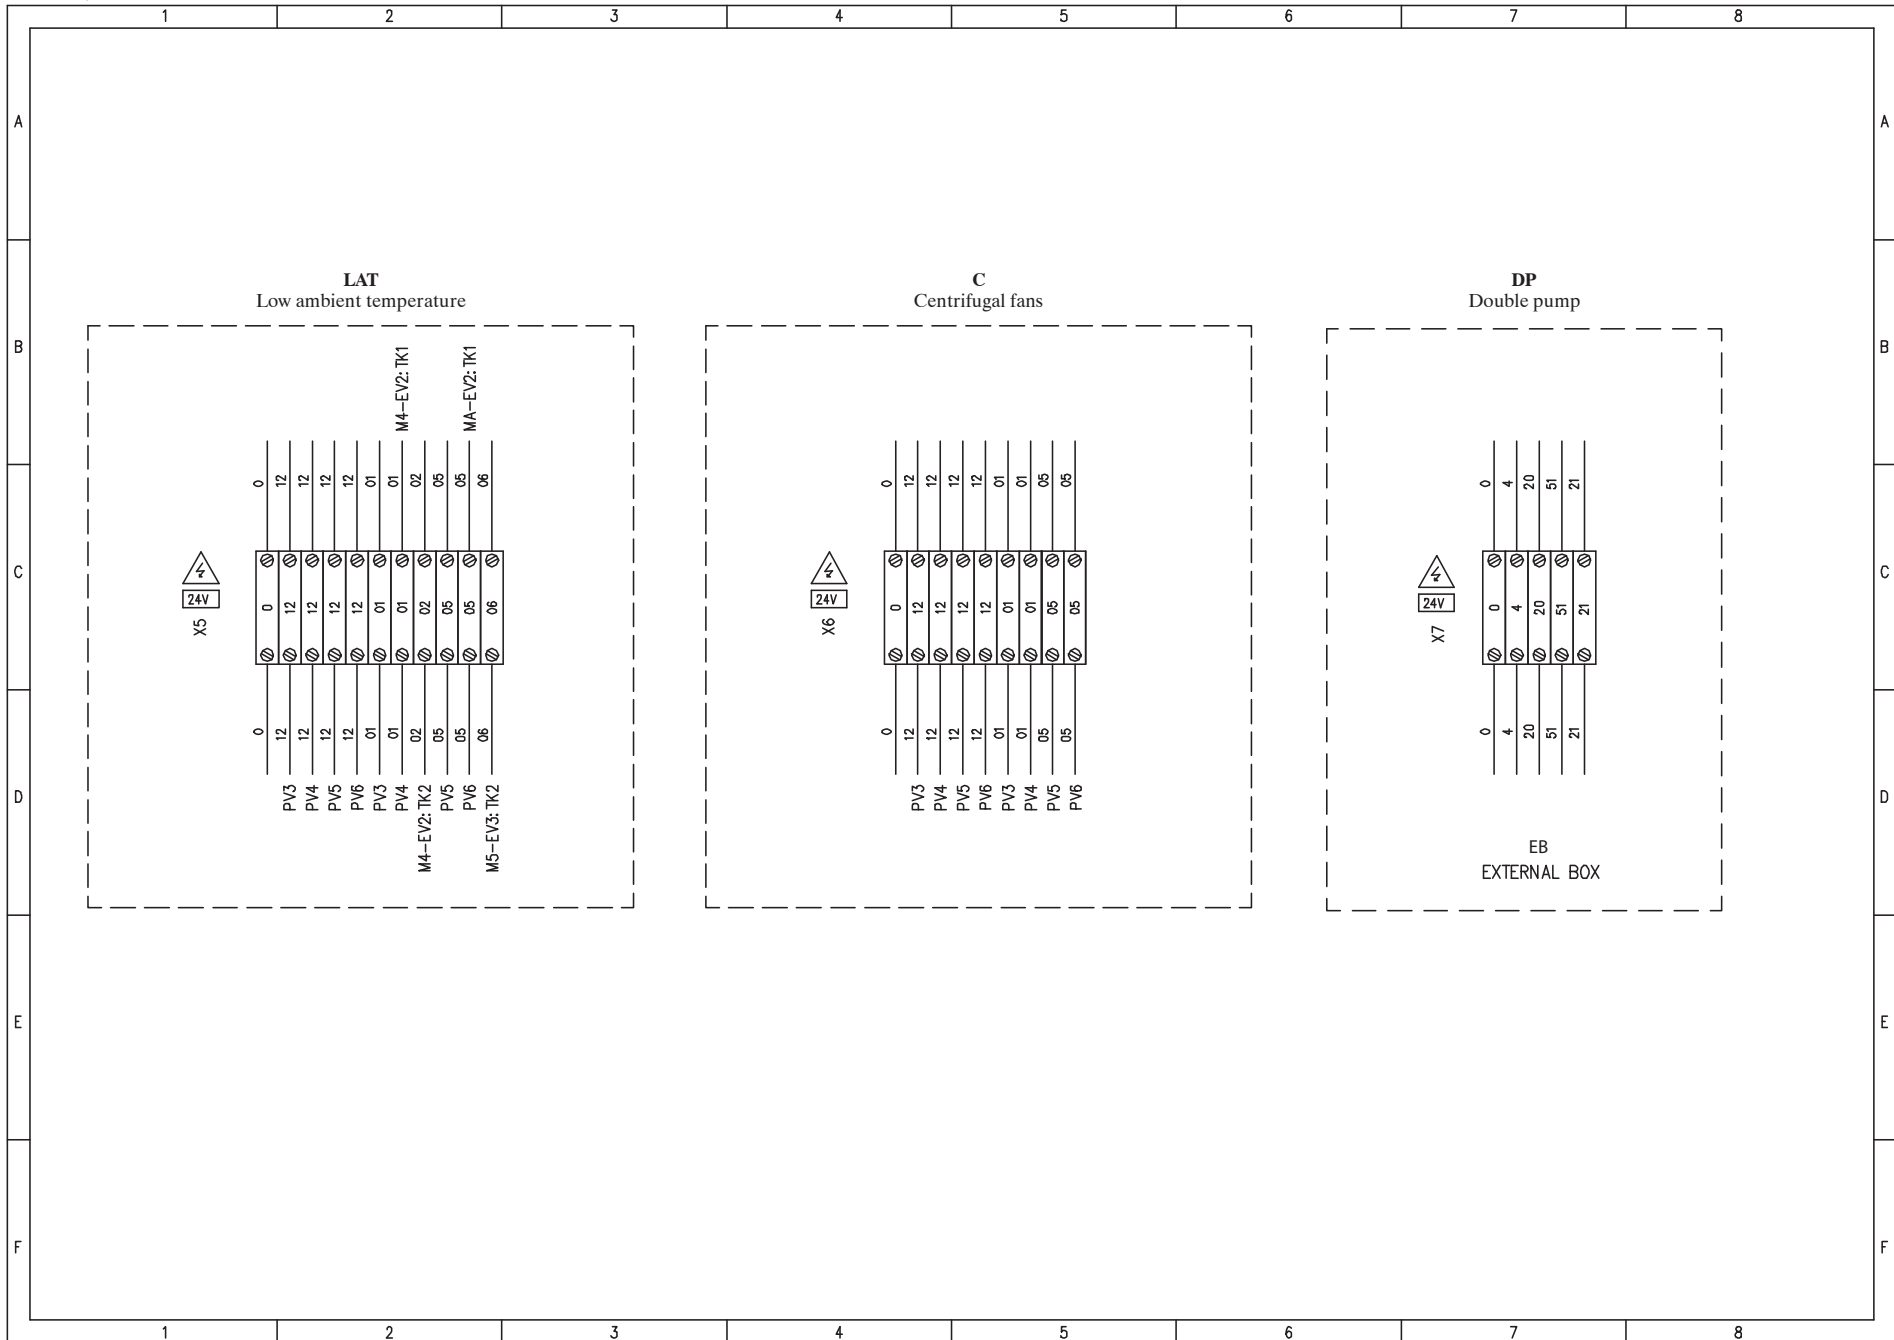 1 2 3 4 5 6 7 8
A A
LAT C DP
Low ambient temperature Centrifugal fans Double pump
B B
M4-EV2:TK1 MA-EV2:TK1
0 12 12 12 12 01 01 02 05 05 06
0 12 12 12 12 01 01 05 05
0 4 20 51 21
C C
24V X5
0 12 12 12 12 01 01 02 05 05 06
24V X6
0 12 12 12 12 01 01 05 05
24V X7
0 4 20 51 21
0 12 12 12 12 01 01 02 05 05 06
0 12 12 12 12 01 01 05 05
0 4 20 51 21
D D
PV3 PV4 PV5 PV6 PV3 PV4 M4-EV2:TK2 PV5 PV6 M5-EV3:TK2
PV3 PV4 PV5 PV6 PV3 PV4 PV5 PV6
EB
EXTERNAL BOX
E E
F F
1 2 3 4 5 6 7 8